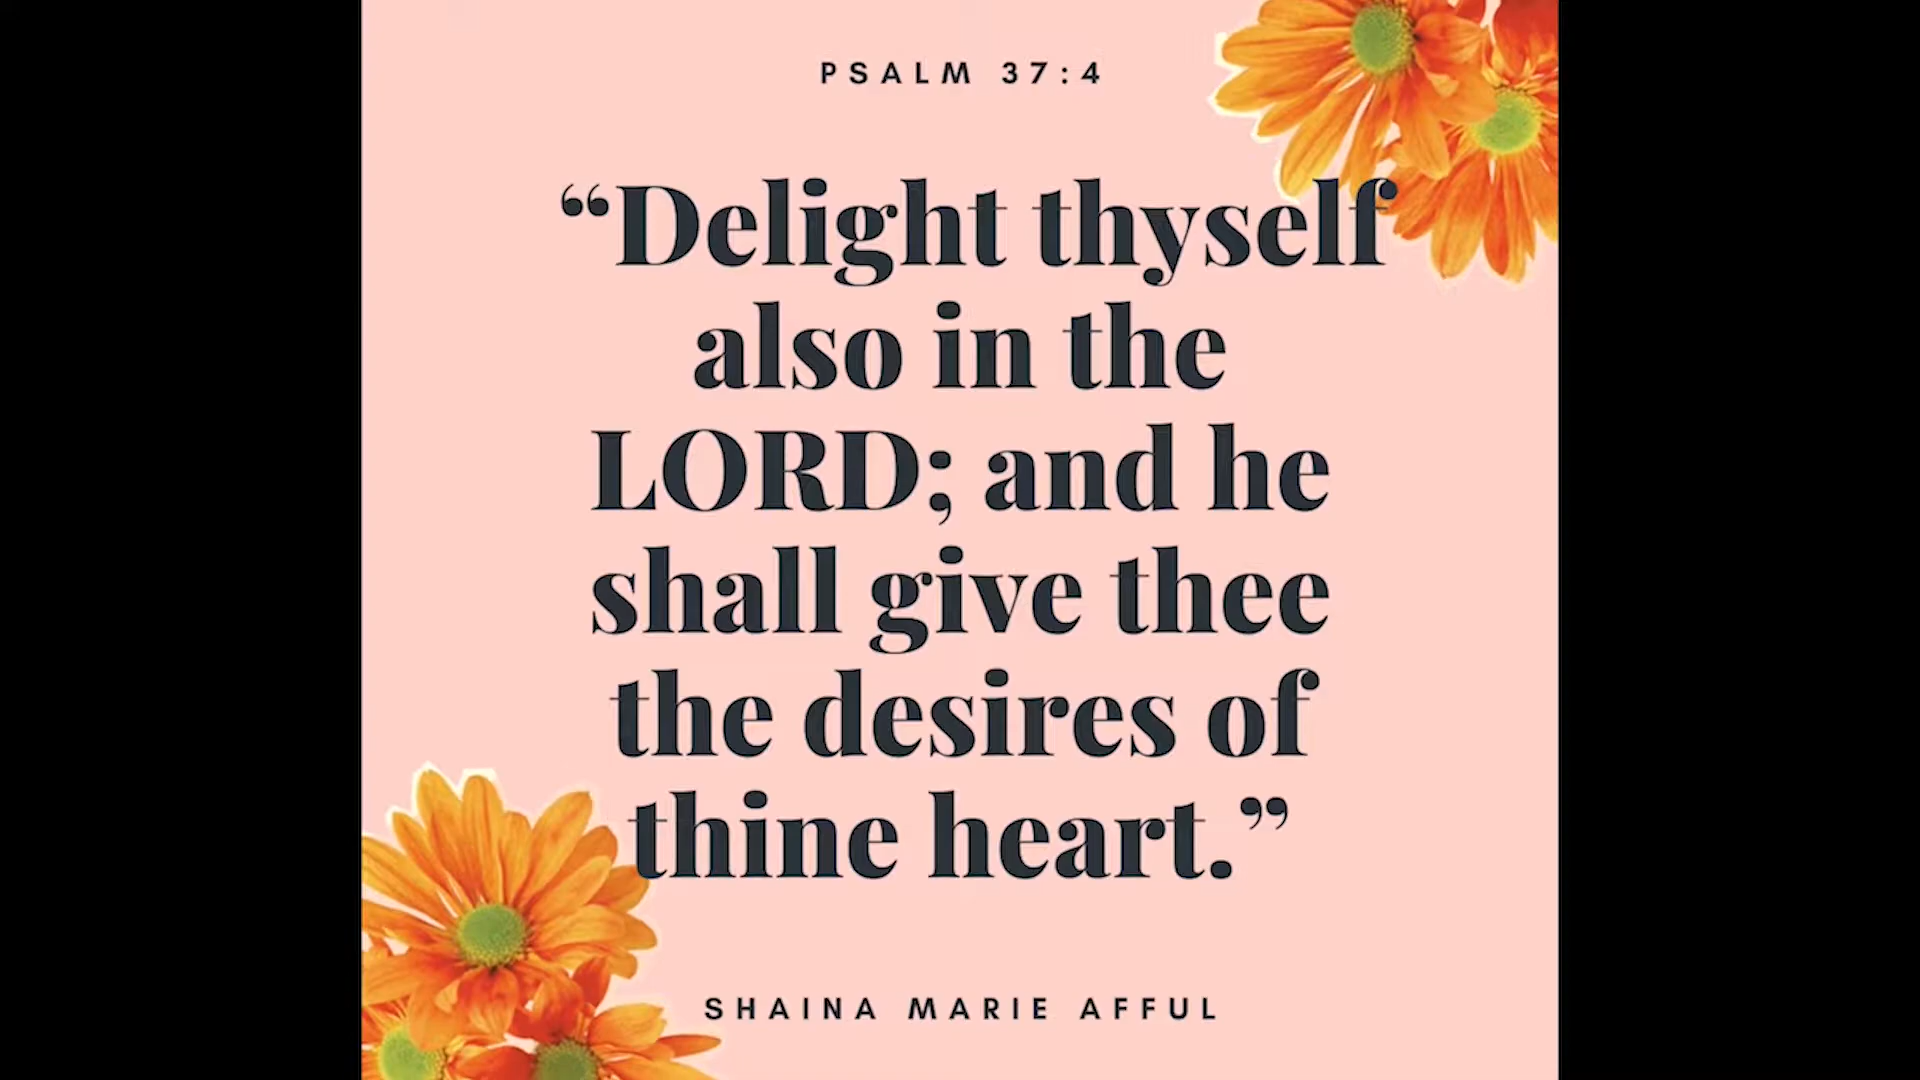 PSALM 37:4
“Delight thyself
also in the
LORD; and he
shall give thee
the desires of
thine heart.”
SHAINA MARIE AFFUL